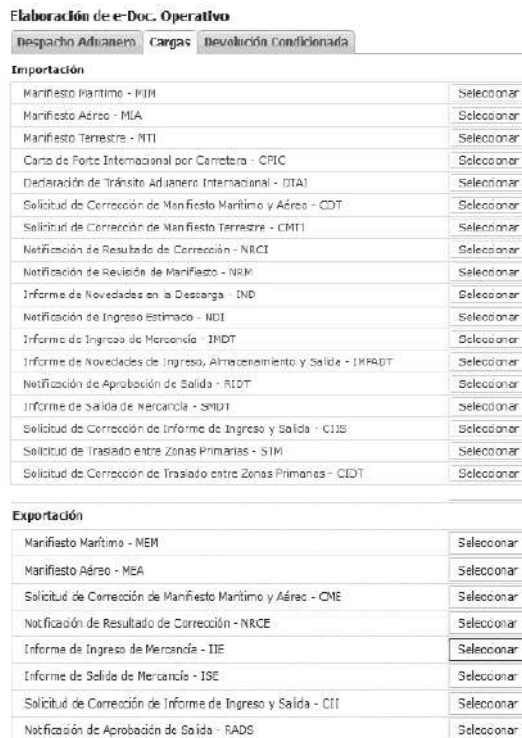 Elaboración de e-Doc. Operativo
Despacho Aduanero Cargas Devolución Condicionada
Importación
Manifiesto Marítimo - MIM Seleccionar
Manifiesto Aéreo - MIA Seleccionar
Manifiesto Terrestre - MTI Seleccionar
Carta de Porte Internacional por Carretera - CPIC Seleccionar
Declaración de Tránsito Aduanero Internacional - DTAI Seleccionar
Solicitud de Corrección de Manifiesto Marítimo y Aéreo - CDT Seleccionar
Solicitud de Corrección de Manifiesto Terrestre - CMTI Seleccionar
Notificación de Resultado de Corrección - NRCI Seleccionar
Notificación de Revisión de Manifiesto - NRM Seleccionar
Informe de Novedades en la Descarga - IND Seleccionar
Notificación de Ingreso Estimado - NDI Seleccionar
Informe de Ingreso de Mercancía - IMDT Seleccionar
Informe de Novedades de Ingreso, Almacenamiento y Salida - IMPADT Seleccionar
Notificación de Aprobación de Salida - RIDT Seleccionar
Informe de Salida de Mercancía - SMDT Seleccionar
Solicitud de Corrección de Informe de Ingreso y Salida - CIIS Seleccionar
Solicitud de Traslado entre Zonas Primarias - STM Seleccionar
Solicitud de Corrección de Traslado entre Zonas Primarias - CIDT Seleccionar
Exportación
Manifiesto Marítimo - MEM Seleccionar
Manifiesto Aéreo - MEA Seleccionar
Solicitud de Corrección de Manifiesto Marítimo y Aéreo - CME Seleccionar
Notificación de Resultado de Corrección - NRCE Seleccionar
Informe de Ingreso de Mercancía - IIE Seleccionar
Informe de Salida de Mercancía - ISE Seleccionar
Solicitud de Corrección de Informe de Ingreso y Salida - CII Seleccionar
Notificación de Aprobación de Salida - RADS Seleccionar